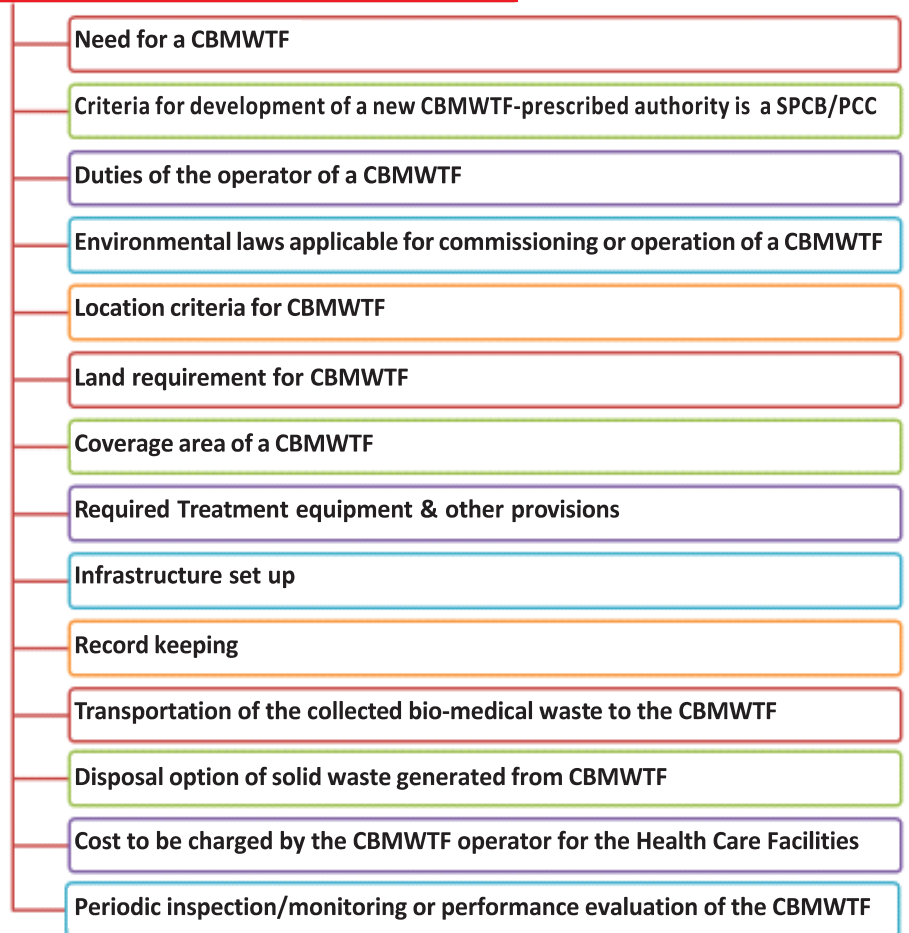 Need for a CBMWTF
Criteria for development of a new CBMWTF-prescribed authority is a SPCB/PCC
Duties of the operator of a CBMWTF
Environmental laws applicable for commissioning or operation of a CBMWTF
Location criteria for CBMWTF
Land requirement for CBMWTF
Coverage area of a CBMWTF
Required Treatment equipment & other provisions
Infrastructure set up
Record keeping
Transportation of the collected bio-medical waste to the CBMWTF
Disposal option of solid waste generated from CBMWTF
Cost to be charged by the CBMWTF operator for the Health Care Facilities
Periodic inspection/monitoring or performance evaluation of the CBMWTF